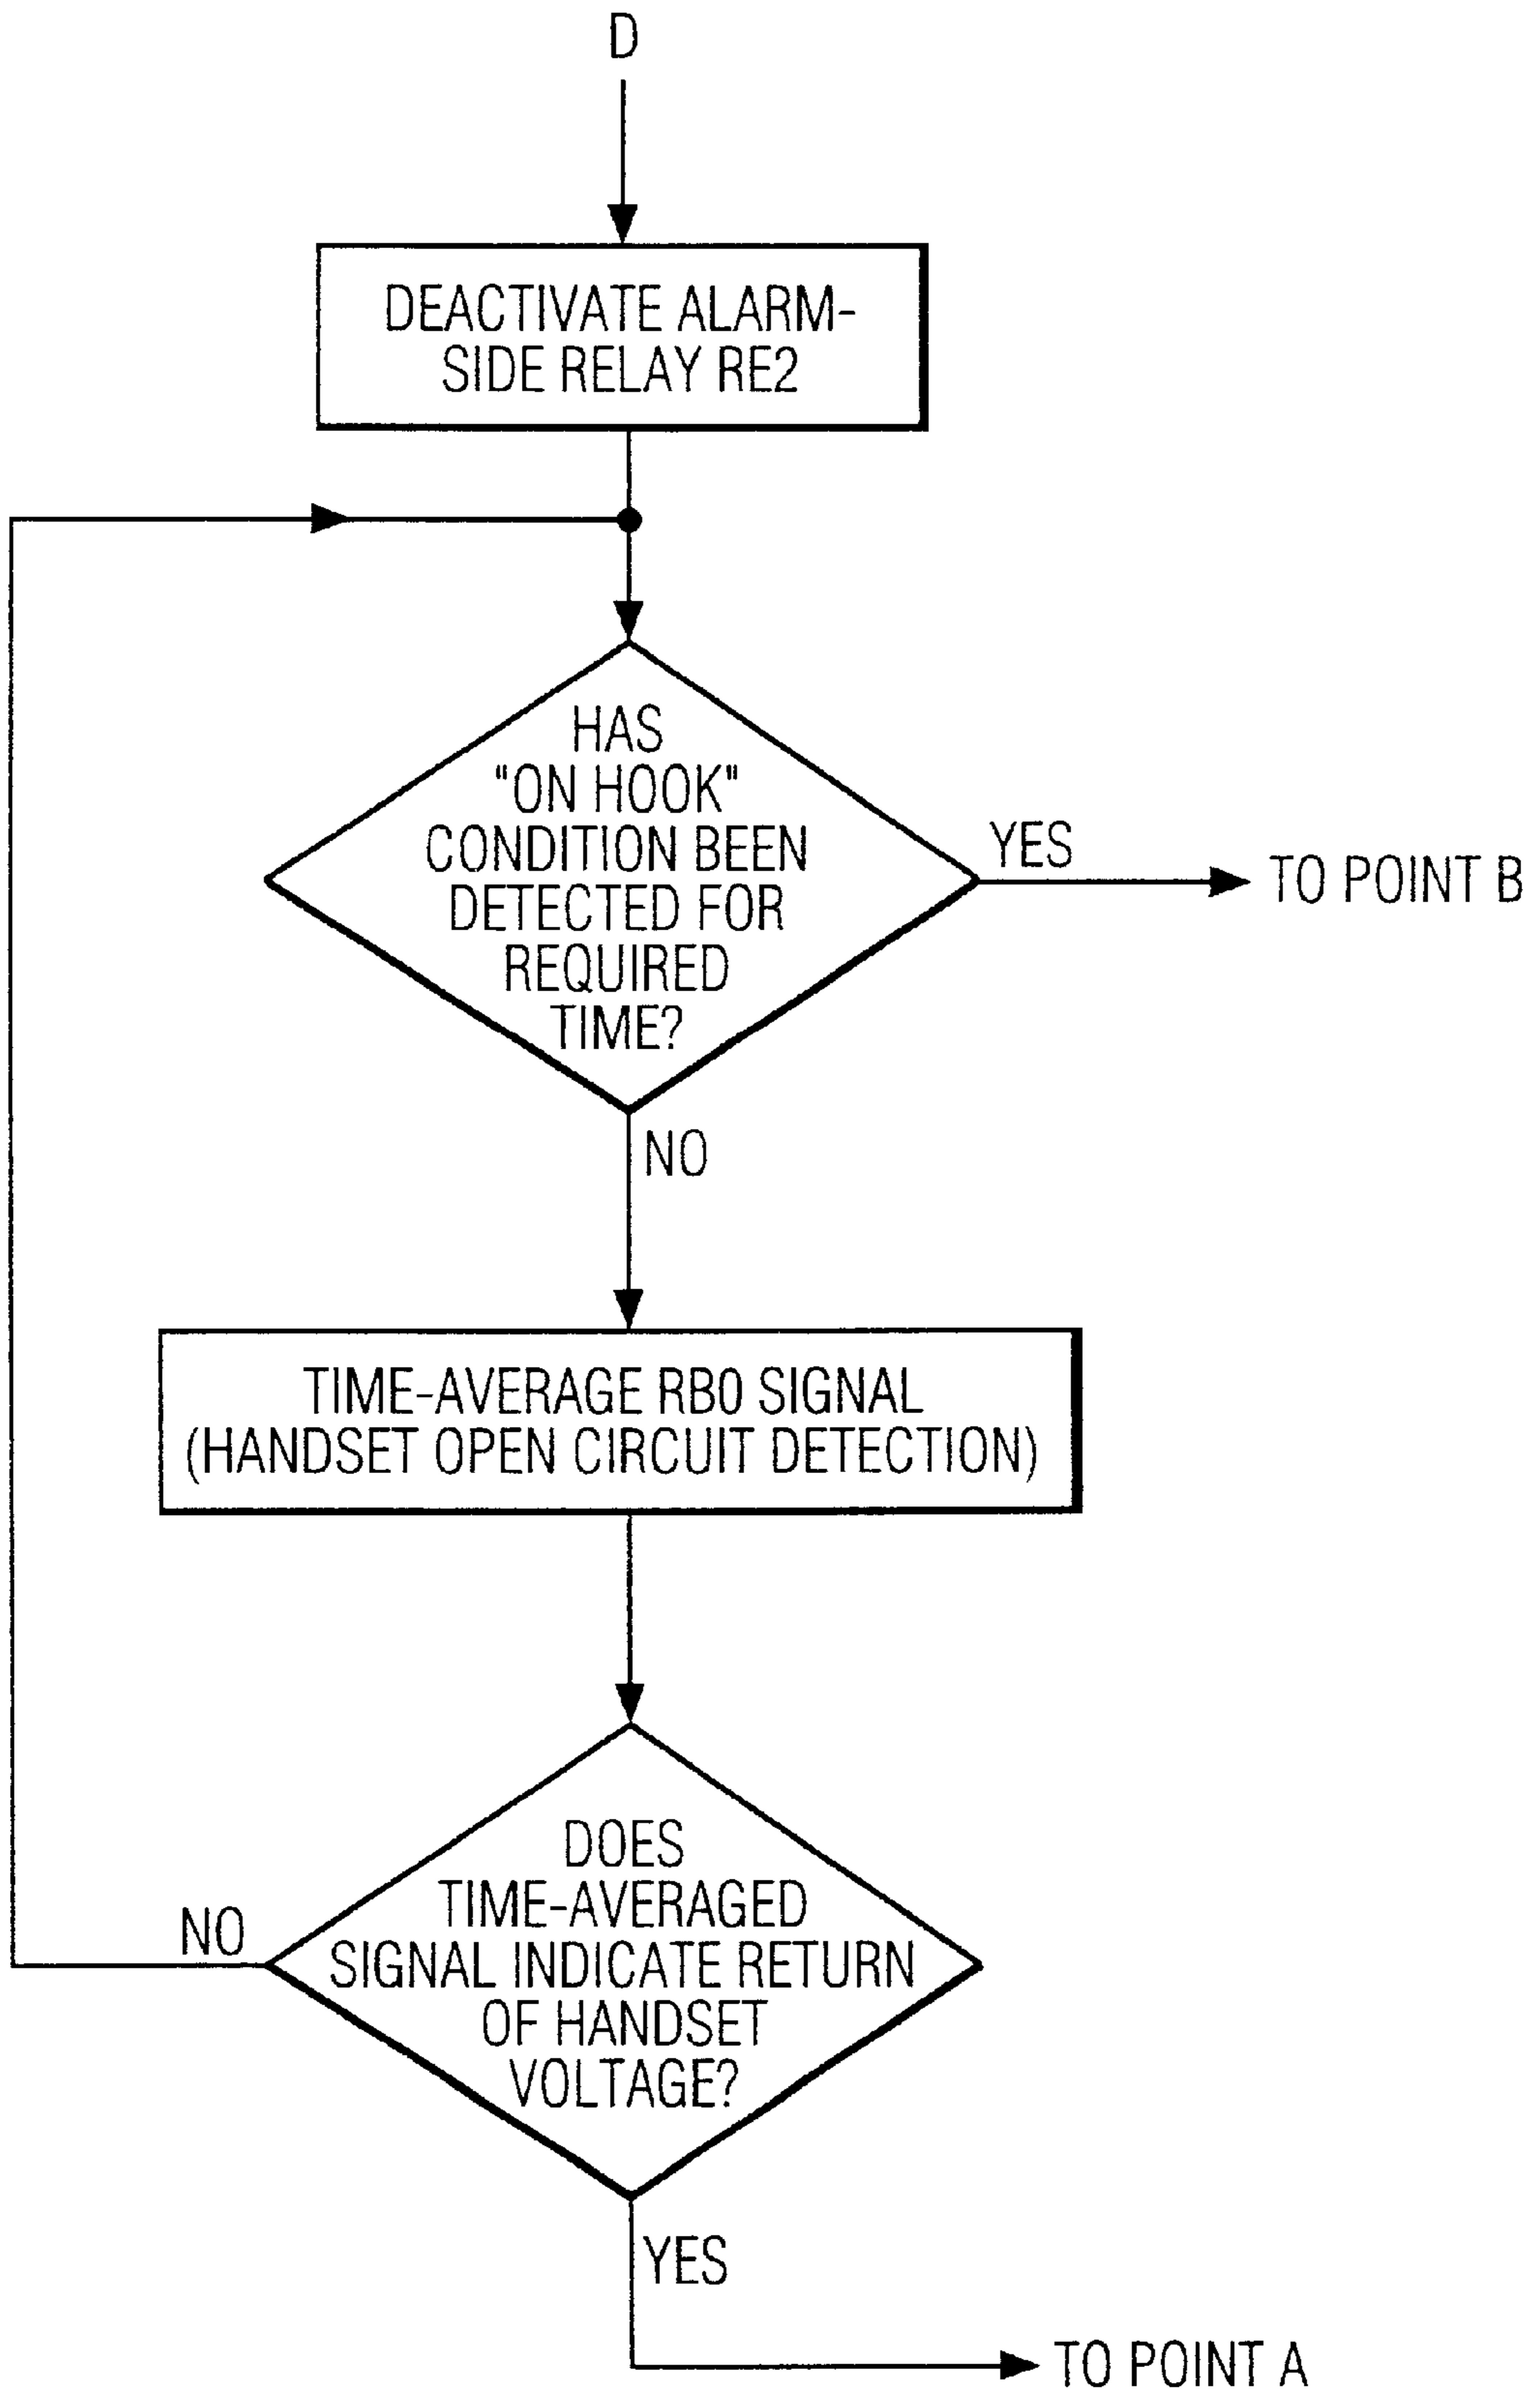 D
DEACTIVATE ALARM-
SIDE RELAY RE2
HAS
"ON HOOK"
CONDITION BEEN
DETECTED FOR
REQUIRED
TIME?
YES
TO POINT B
NO
TIME-AVERAGE RB0 SIGNAL
(HANDSET OPEN CIRCUIT DETECTION)
DOES
TIME-AVERAGED
SIGNAL INDICATE RETURN
OF HANDSET
VOLTAGE?
NO
YES
TO POINT A